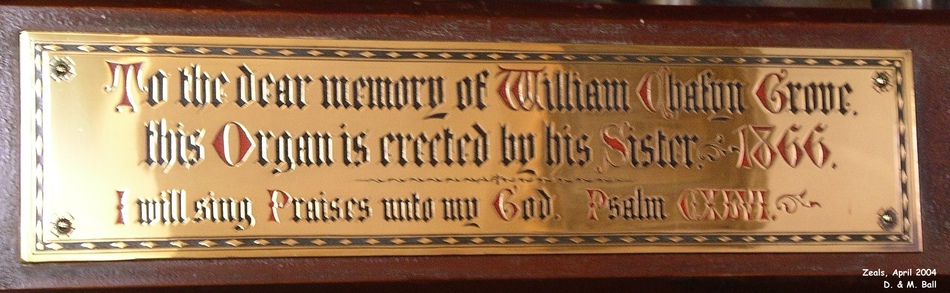 To the dear memory of William Chafyn Grove.
this Organ is erected by his Sister. 1866.
I will sing Praises unto my God. Psalm CXLVI.
Zeals, April 2004
D. & M. Ball